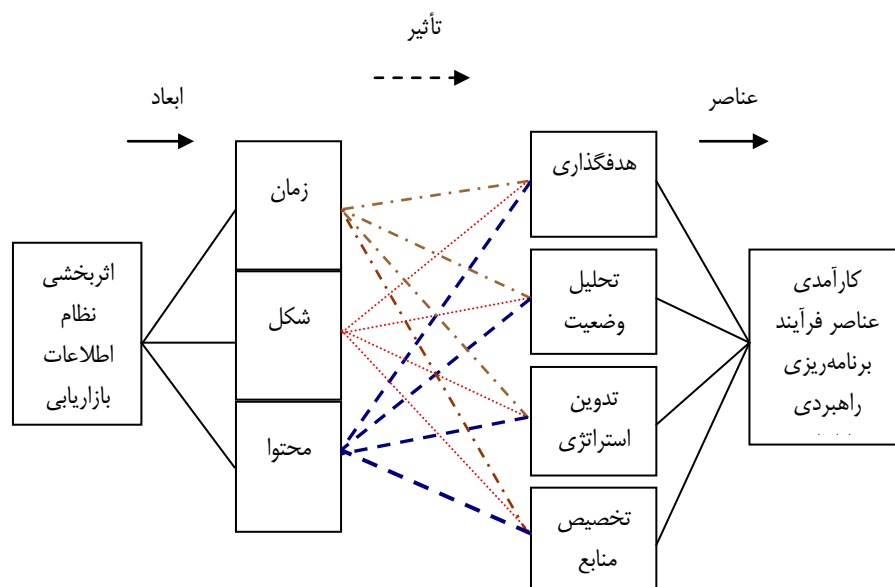 تأثیر
ابعاد
عناصر
زمان
شکل
محتوا
هدفگذاری
تحلیل
وضعیت
تدوین
استراتژی
تخصیص
منابع
اثربخشی
نظام
اطلاعات
بازاریابی
کارآمدی
عناصر فرآیند
برنامه‌ریزی
راهبردی